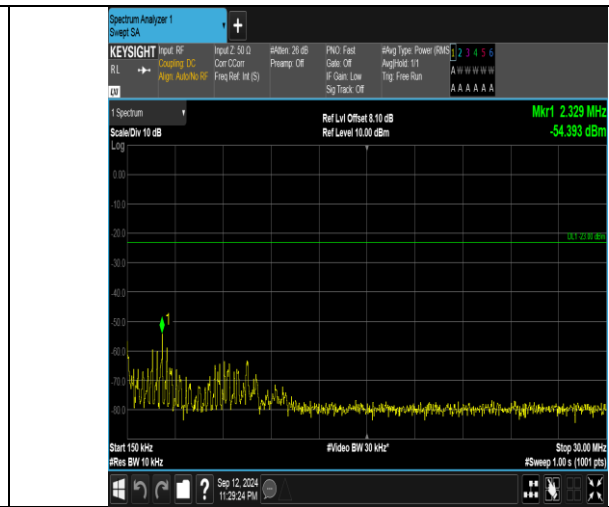 Spectrum Analyzer 1
Swept SA
+
KEYSIGHT Input: RF Input Z: 50 Ω #Atten: 26 dB PNO: Fast #Avg Type: Power (RMS 1 2 3 4 5 6
RL Coupling: DC Corr CCorr Preamp: Off Gate: Off Avg|Hold: 1/1 A W W W W W
Align: Auto/No RF Freq Ref: Int (S) IF Gain: Low Trig: Free Run A A A A A A
LXI Sig Track: Off
1 Spectrum Ref Lvl Offset 8.10 dB Mkr1 2.329 MHz
Scale/Div 10 dB Ref Level 10.00 dBm -54.393 dBm
Log
0.00
-10.0
-20.0
DL1 -23.00 dBm
-30.0
-40.0
-50.0
1
-60.0
-70.0
-80.0
Start 150 kHz #Video BW 30 kHz* Stop 30.00 MHz
#Res BW 10 kHz #Sweep 1.00 s (1001 pts)
? Sep 12, 2024
11:29:24 PM